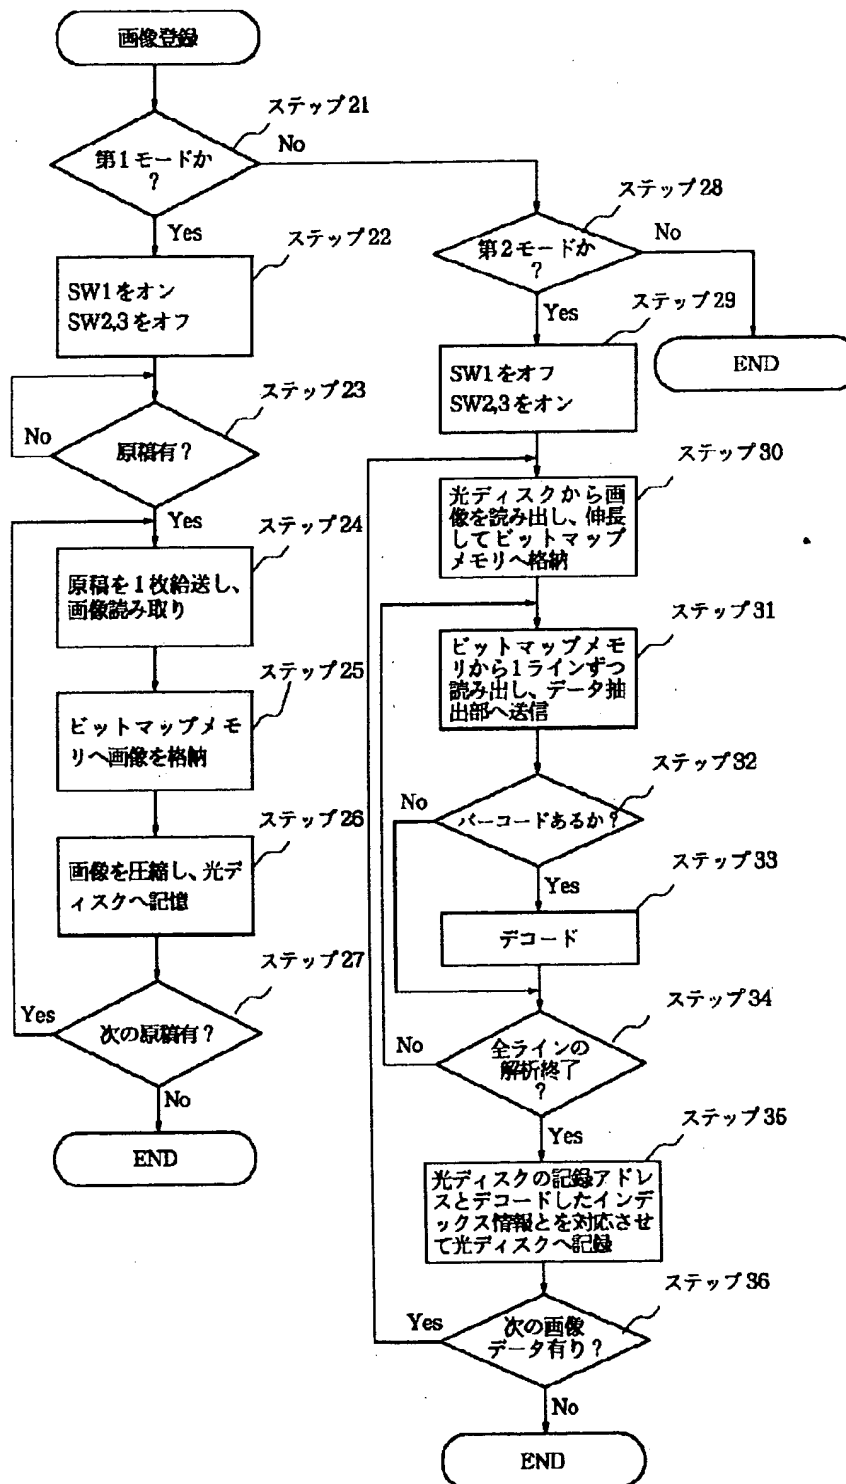 画像登録
ステップ21
第1モードか
?
No
Yes
ステップ22
SW1をオン
SW2,3をオフ
ステップ23
原稿有?
No
Yes
ステップ24
原稿を1枚給送し、
画像読み取り
ステップ25
ビットマップメモ
リへ画像を格納
ステップ26
画像を圧縮し、光デ
ィスクへ記憶
ステップ27
次の原稿有?
Yes
No
END
ステップ28
第2モードか
?
No
Yes
END
ステップ29
SW1をオフ
SW2,3をオン
ステップ30
光ディスクから画
像を読み出し、伸長
してビットマップ
メモリへ格納
ステップ31
ビットマップメモ
リから1ラインずつ
読み出し、データ抽
出部へ送信
ステップ32
バーコードあるか?
No
Yes
ステップ33
デコード
ステップ34
全ラインの
解析終了
?
No
Yes
ステップ35
光ディスクの記録アドレ
スとデコードしたインデ
ックス情報とを対応させ
て光ディスクへ記録
ステップ36
次の画像
データ有り?
Yes
No
END